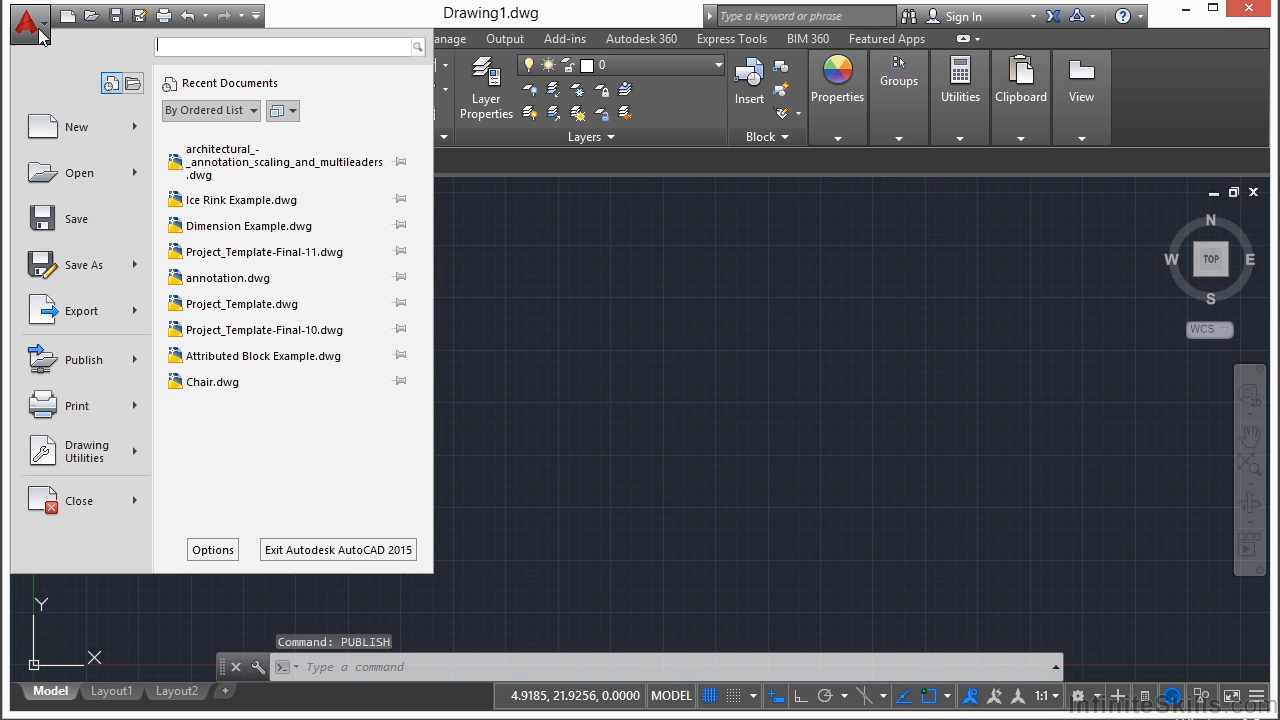 Drawing1.dwg
Type a keyword or phrase
Sign In
anage Output Add-ins Autodesk 360 Express Tools BIM 360 Featured Apps
0
Layer
Properties
Insert
Properties
Groups
Utilities
Clipboard
View
Layers
Block
Recent Documents
By Ordered List
New
Open
Save
Save As
Export
Publish
Print
Drawing
Utilities
Close
architectural_-
_annotation_scaling_and_multileaders
.dwg
Ice Rink Example.dwg
Dimension Example.dwg
Project_Template-Final-11.dwg
annotation.dwg
Project_Template.dwg
Project_Template-Final-10.dwg
Attributed Block Example.dwg
Chair.dwg
Options
Exit Autodesk AutoCAD 2015
N
W TOP E
S
WCS
2D
Y
X
Command: PUBLISH
Type a command
Model Layout1 Layout2
4.9185, 21.9256, 0.0000 MODEL
1:1
InfiniteSkills.com